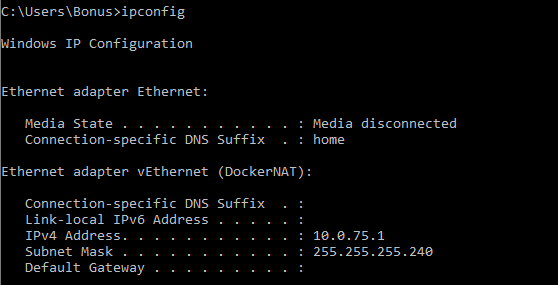 C:\Users\Bonus>ipconfig
Windows IP Configuration
Ethernet adapter Ethernet:
Media State . . . . . . . . . . . : Media disconnected
Connection-specific DNS Suffix  . : home
Ethernet adapter vEthernet (DockerNAT):
Connection-specific DNS Suffix  . :
Link-local IPv6 Address . . . . . :
IPv4 Address. . . . . . . . . . . : 10.0.75.1
Subnet Mask . . . . . . . . . . . : 255.255.255.240
Default Gateway . . . . . . . . . :